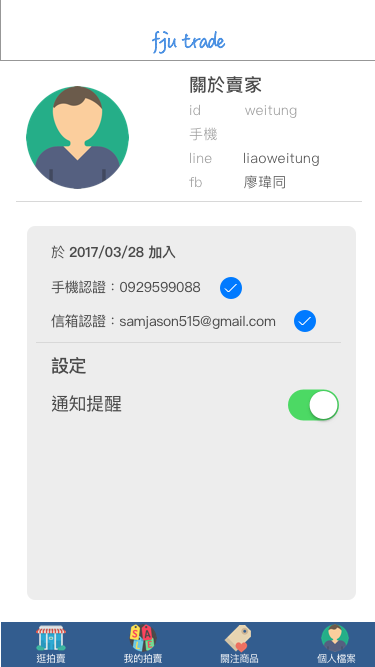 fju trade
關於賣家
id weitung
手機
line liaoweitung
fb 廖瑋同
於 2017/03/28 加入
手機認證：0929599088
信箱認證：samjason515@gmail.com
設定
通知提醒
SALE
逛拍賣 我的拍賣 關注商品 個人檔案